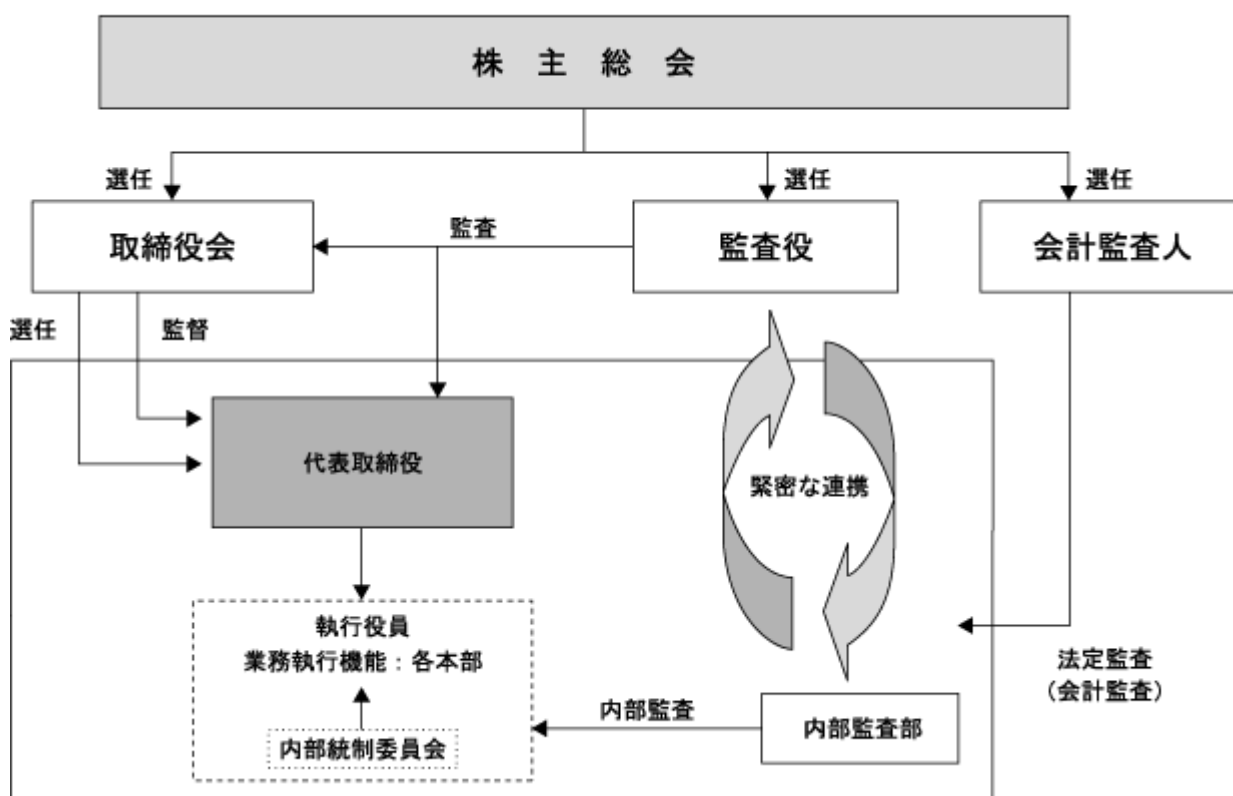 株 主 総 会
選任
選任
選任
取締役会
監査
監査役
会計監査人
選任
監督
代表取締役
緊密な連携
執行役員
業務執行機能：各本部
内部統制委員会
内部監査
内部監査部
法定監査
（会計監査）